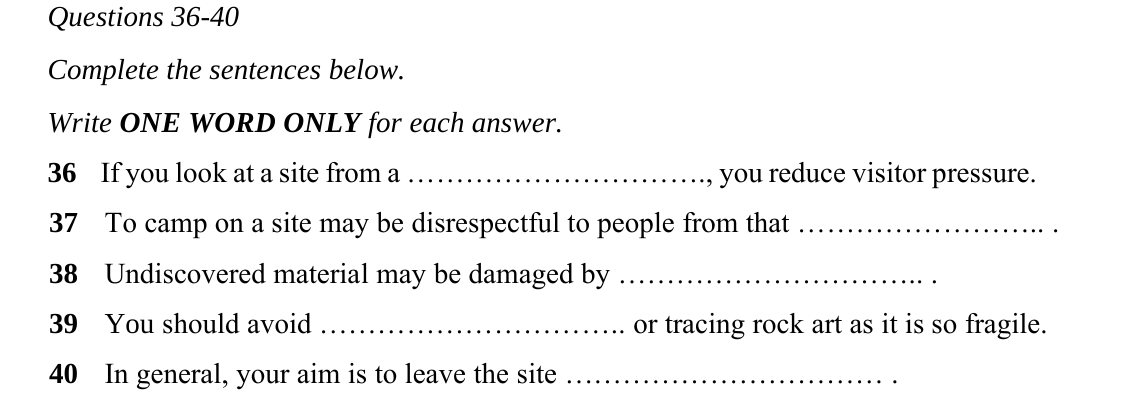 Questions 36-40
Complete the sentences below.
Write ONE WORD ONLY for each answer.
36 If you look at a site from a …………………………., you reduce visitor pressure.
37 To camp on a site may be disrespectful to people from that …………………….. .
38 Undiscovered material may be damaged by ………………………….. .
39 You should avoid ………………………….. or tracing rock art as it is so fragile.
40 In general, your aim is to leave the site …………………………… .